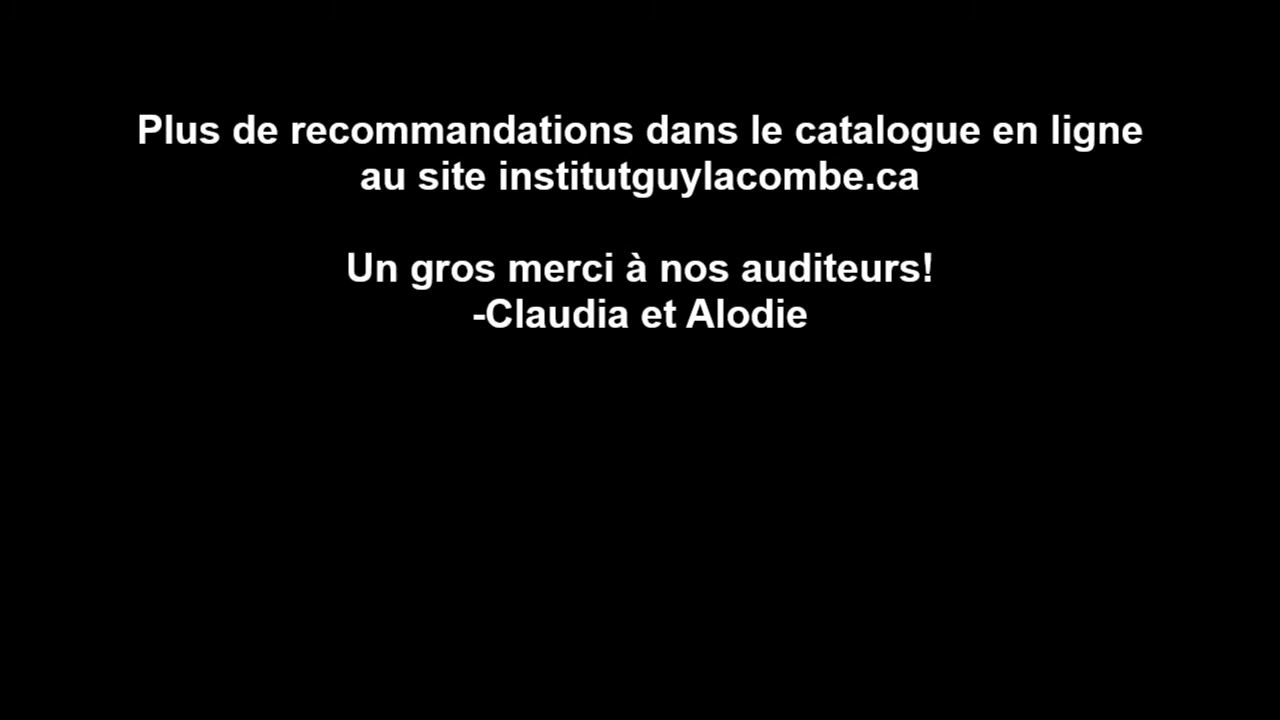 Plus de recommandations dans le catalogue en ligne
au site institutguylacombe.ca
Un gros merci à nos auditeurs!
-Claudia et Alodie